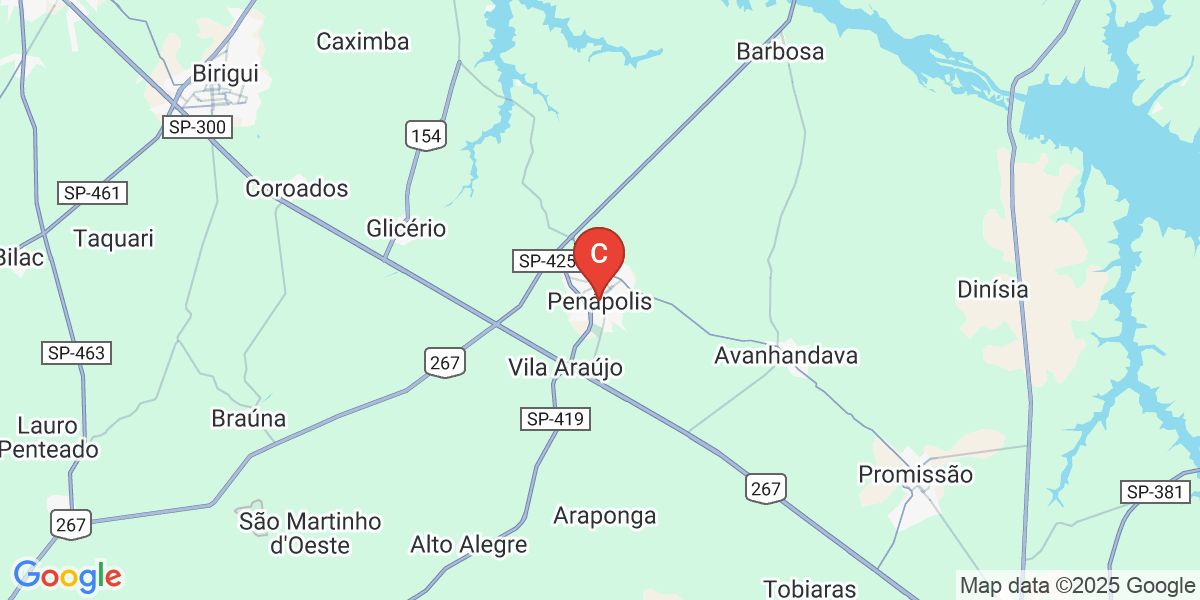 Caximba
Barbosa
Birigui
SP-300
154
Coroados
SP-461
Glicério
Taquari
Bilac
SP-425
C
Dinísia
Penápolis
SP-463
Avanhandava
267
Vila Araújo
Braúna
SP-419
Lauro
Penteado
Promissão
267
SP-381
267
Araponga
São Martinho
d'Oeste
Alto Alegre
Google
Tobiaras
Map data ©2025 Google